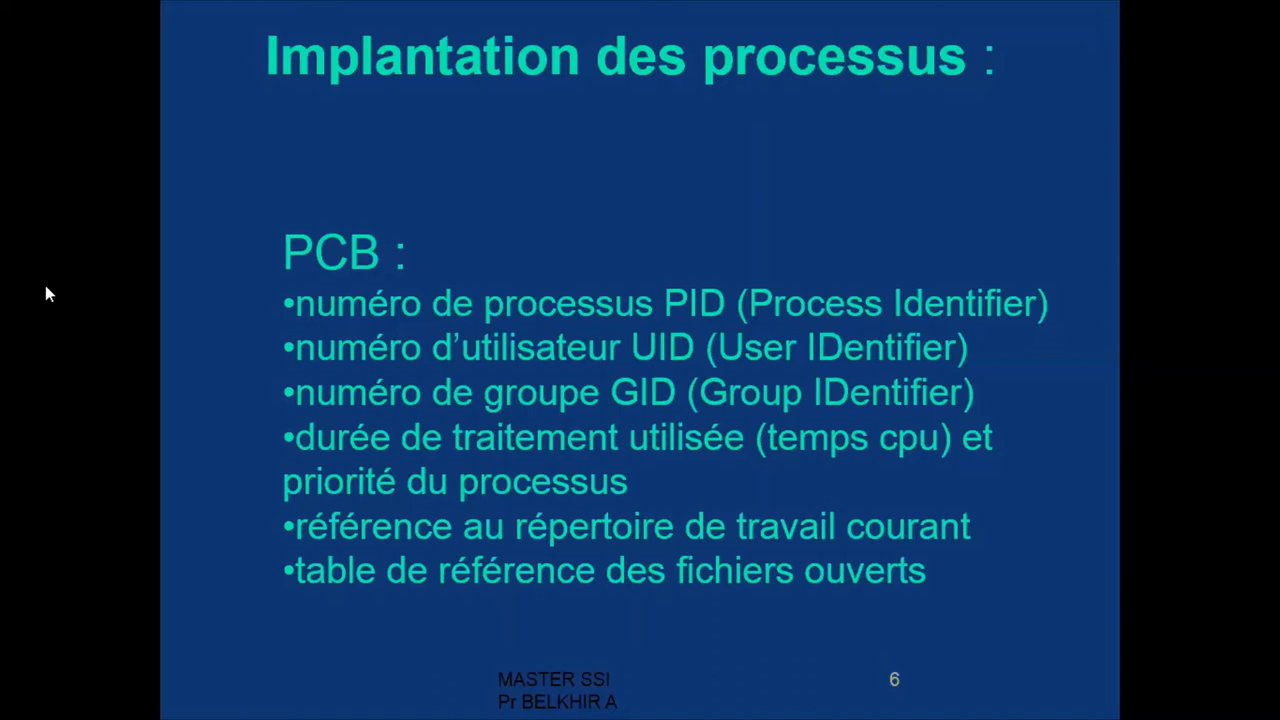 Implantation des processus :
PCB :
•numéro de processus PID (Process Identifier)
•numéro d’utilisateur UID (User IDentifier)
•numéro de groupe GID (Group IDentifier)
•durée de traitement utilisée (temps cpu) et
priorité du processus
•référence au répertoire de travail courant
•table de référence des fichiers ouverts
MASTER SSI
Pr BELKHIR A
6